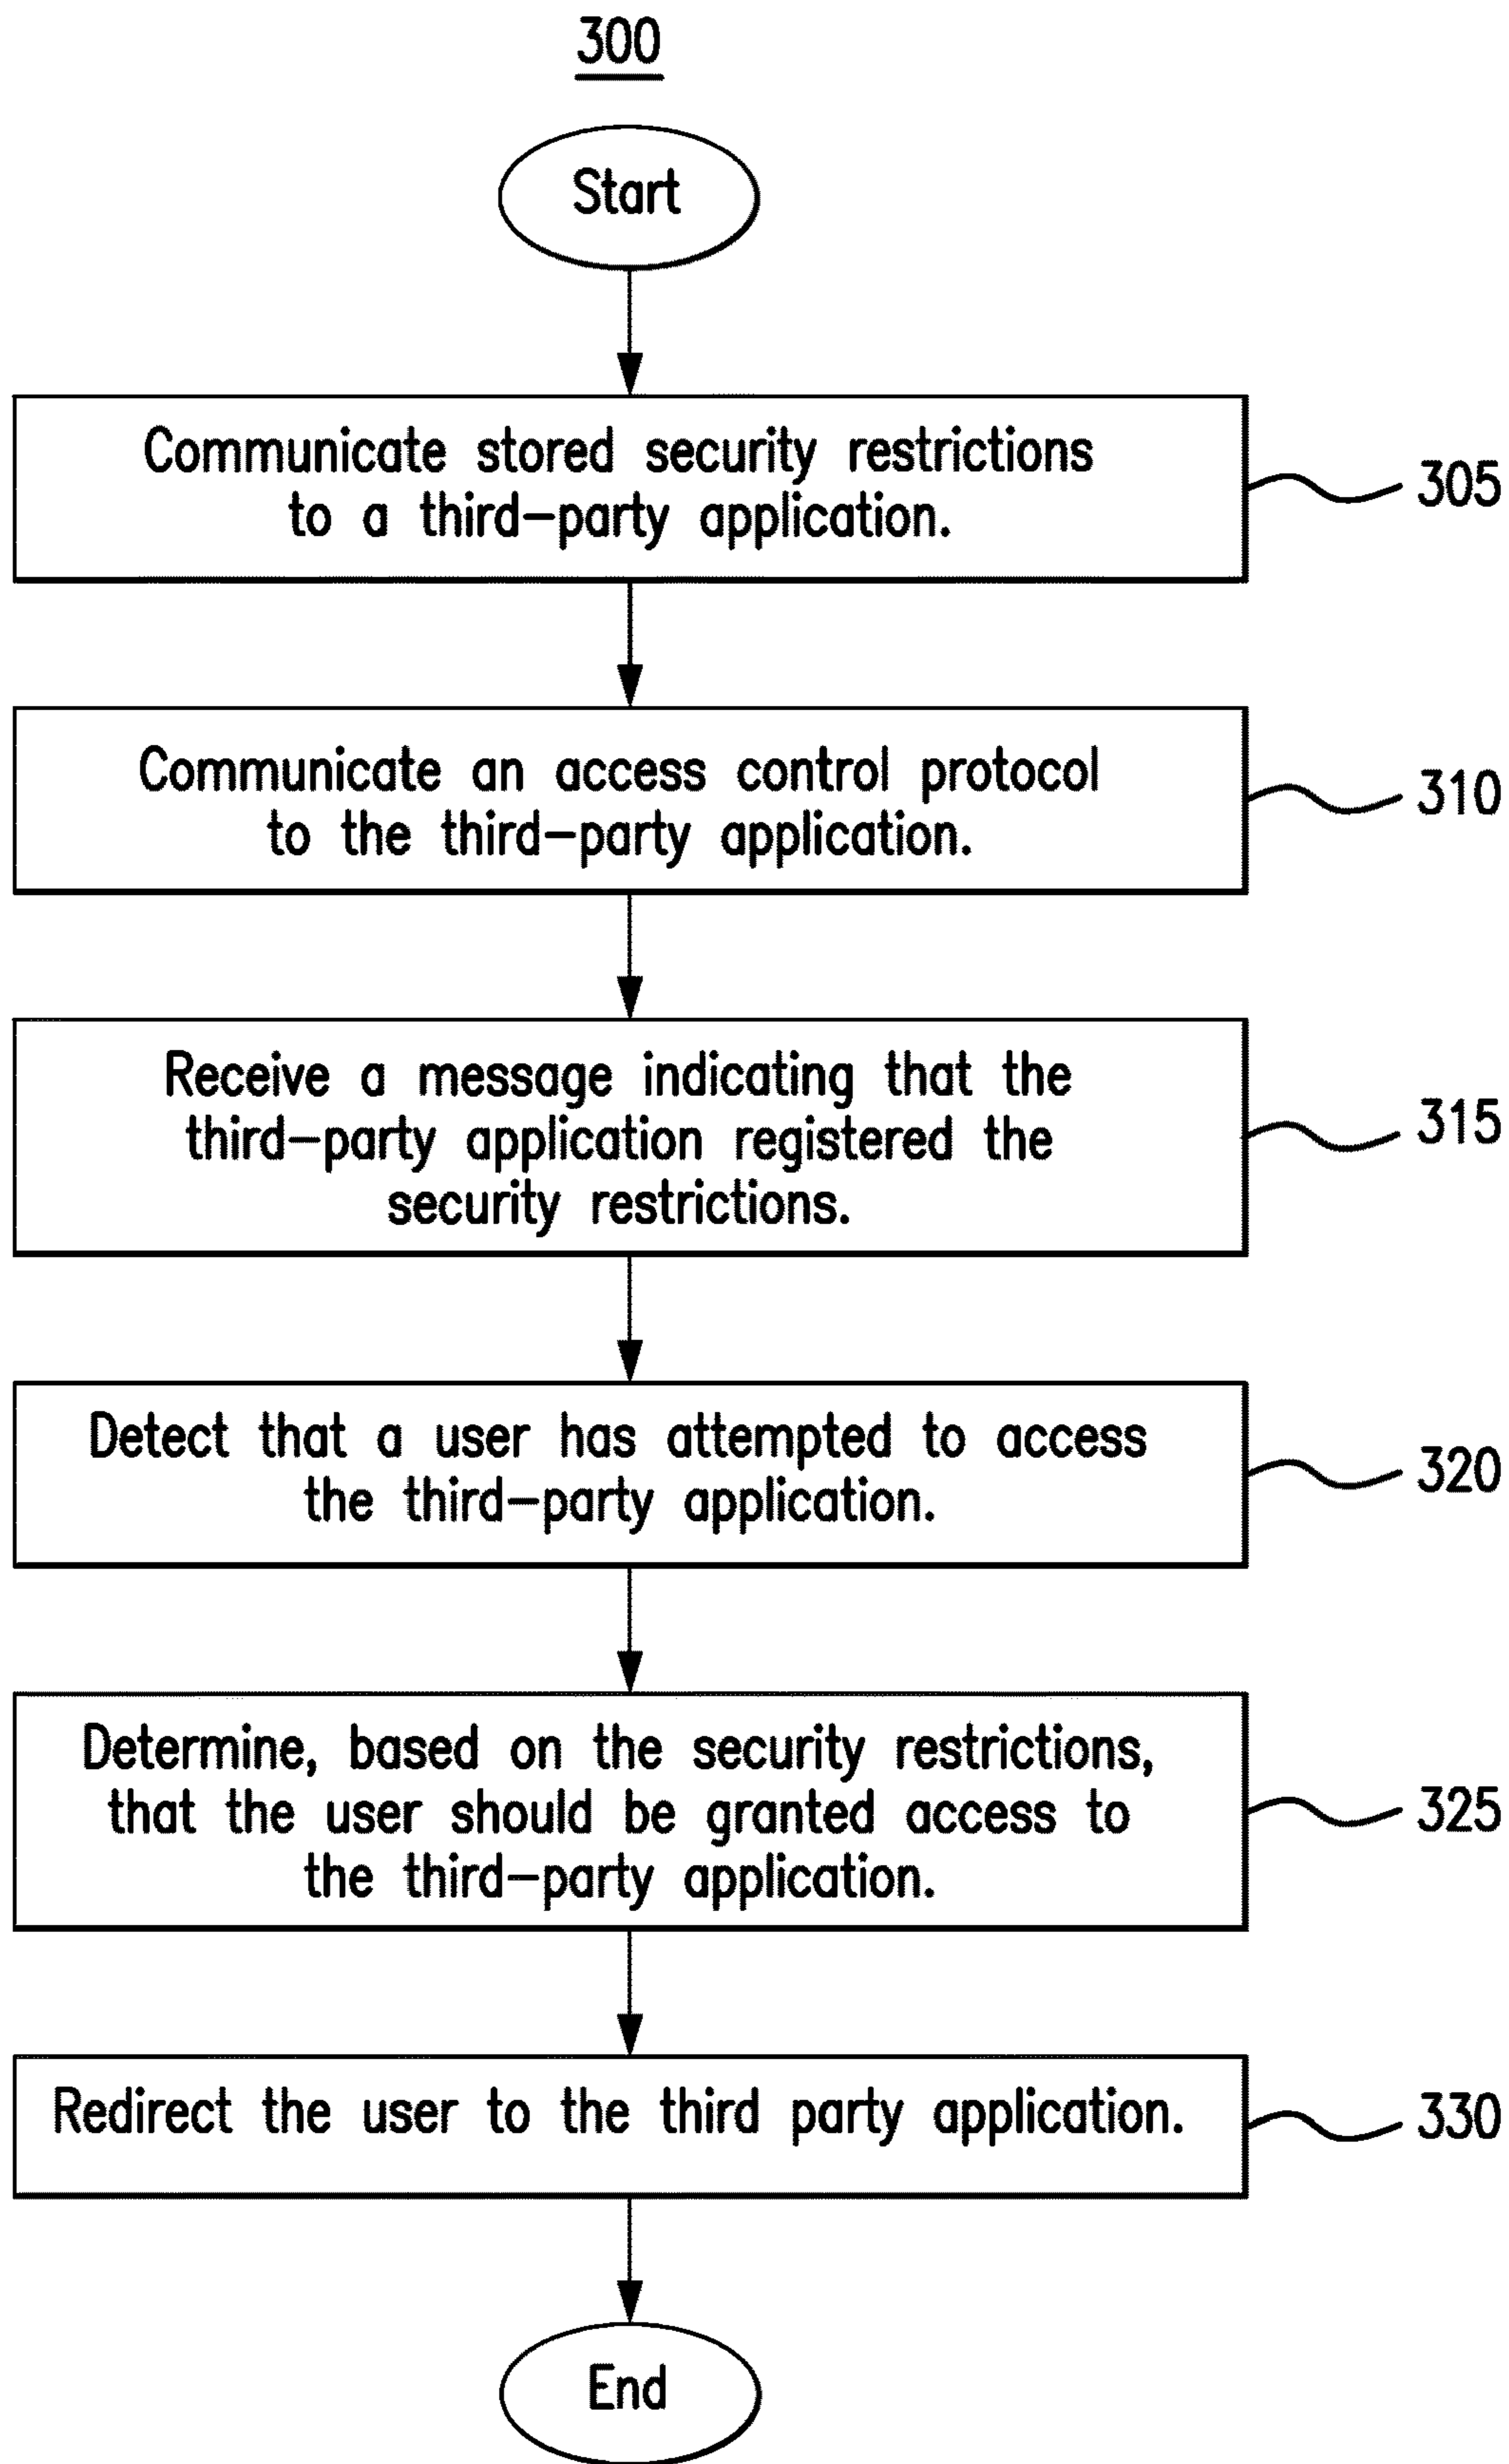 300
Start
Communicate stored security restrictions
to a third-party application.
305
Communicate an access control protocol
to the third-party application.
310
Receive a message indicating that the
third-party application registered the
security restrictions.
315
Detect that a user has attempted to access
the third-party application.
320
Determine, based on the security restrictions,
that the user should be granted access to
the third-party application.
325
Redirect the user to the third party application.
330
End